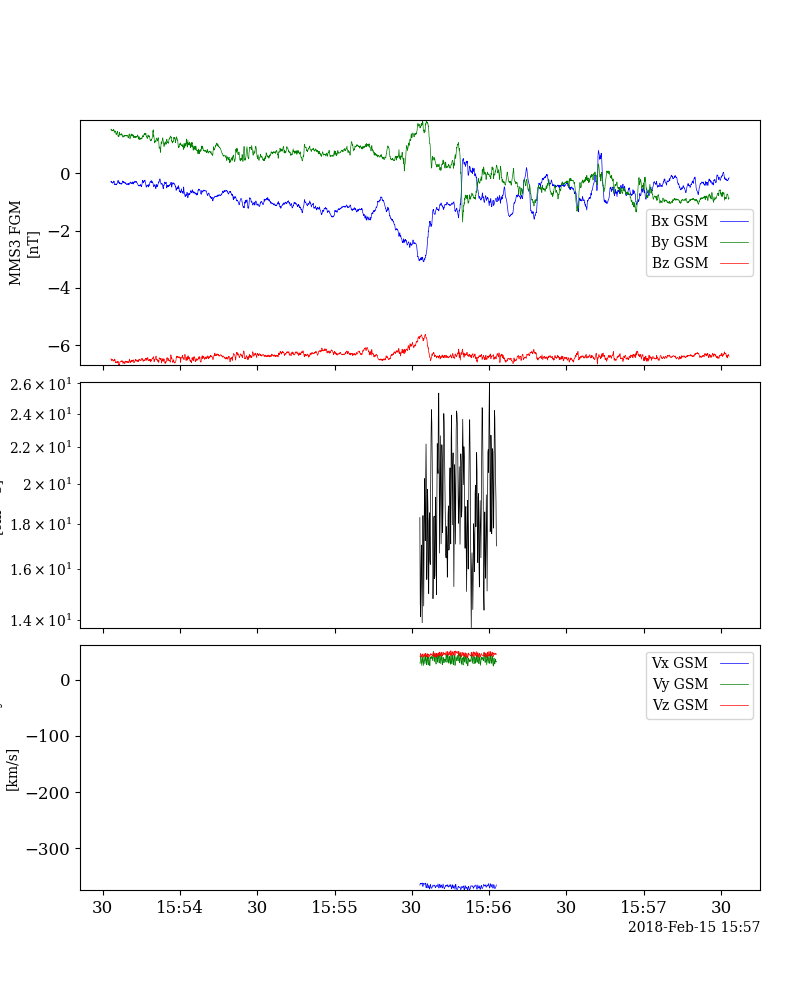 0
−2
−4
−6
MMS3 FGM
[nT]
Bx GSM
By GSM
Bz GSM
2.6 × 10¹
2.4 × 10¹
2.2 × 10¹
2 × 10¹
1.8 × 10¹
1.6 × 10¹
1.4 × 10¹
0
−100
−200
−300
[km/s]
Vx GSM
Vy GSM
Vz GSM
30 15:54 30 15:55 30 15:56 30 15:57 30
2018-Feb-15 15:57